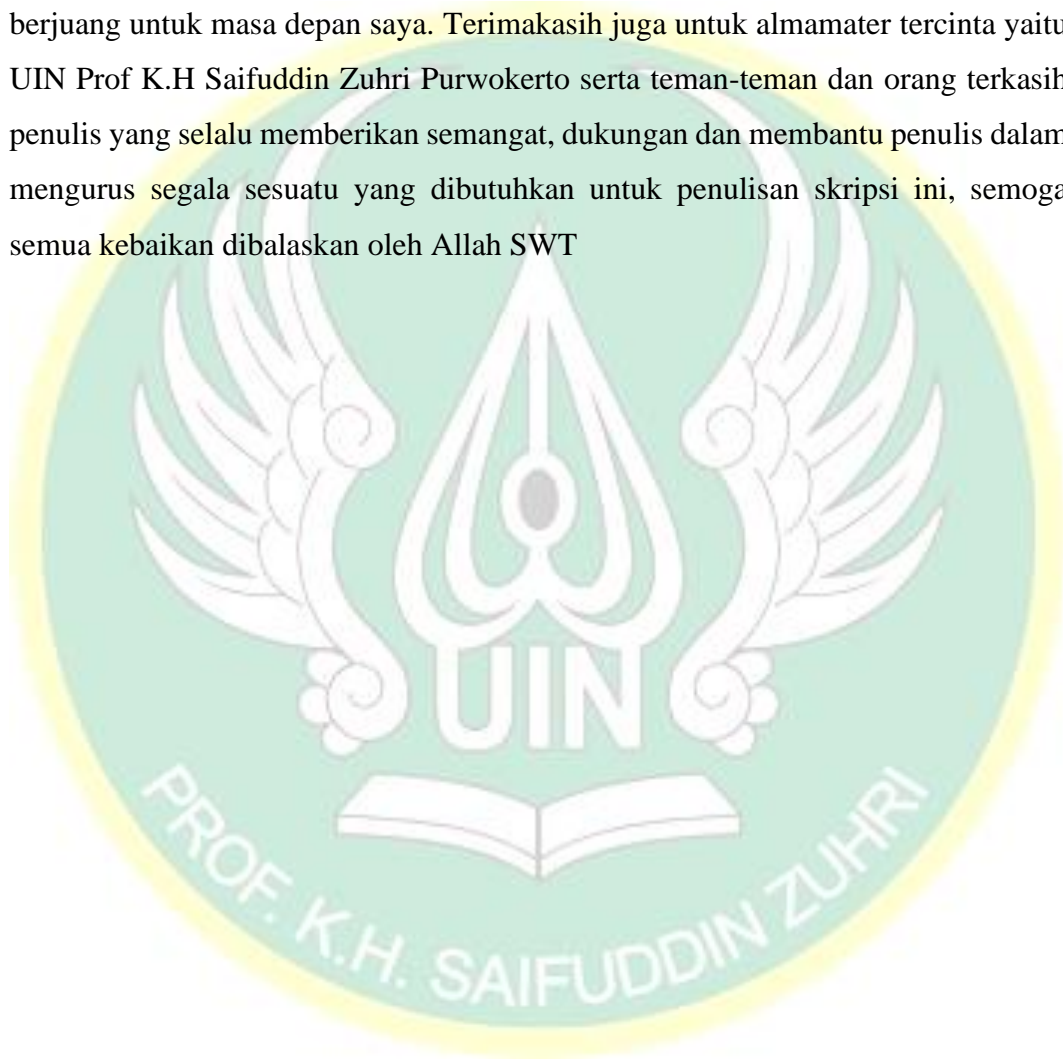 berjuang untuk masa depan saya. Terimakasih juga untuk almamater tercinta yaitu
UIN Prof K.H Saifuddin Zuhri Purwokerto serta teman-teman dan orang terkasih
penulis yang selalu memberikan semangat, dukungan dan membantu penulis dalam
mengurus segala sesuatu yang dibutuhkan untuk penulisan skripsi ini, semoga
semua kebaikan dibalaskan oleh Allah SWT
UIN
PROF. K.H. SAIFUDDIN ZUHRI